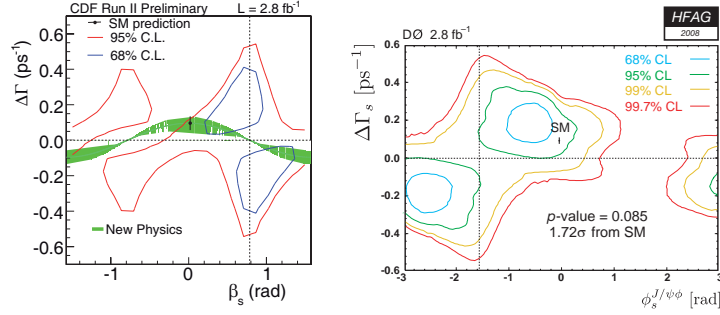 CDF Run II Preliminary L = 2.8 fb⁻¹
SM prediction
95% C.L.
68% C.L.
ΔΓ (ps⁻¹)
0.6
0.4
0.2
0.0
-0.2
-0.4
-0.6
New Physics
-1 0 1
βs (rad)
HFAG
2008
DØ 2.8 fb⁻¹
68% CL
95% CL
99% CL
99.7% CL
ΔΓs [ps⁻¹]
0.6
0.4
0.2
0.0
-0.2
-0.4
-0.6
SM
p-value = 0.085
1.72σ from SM
-3 -2 -1 0 1 2 3
ϕs^J/ψϕ [rad]